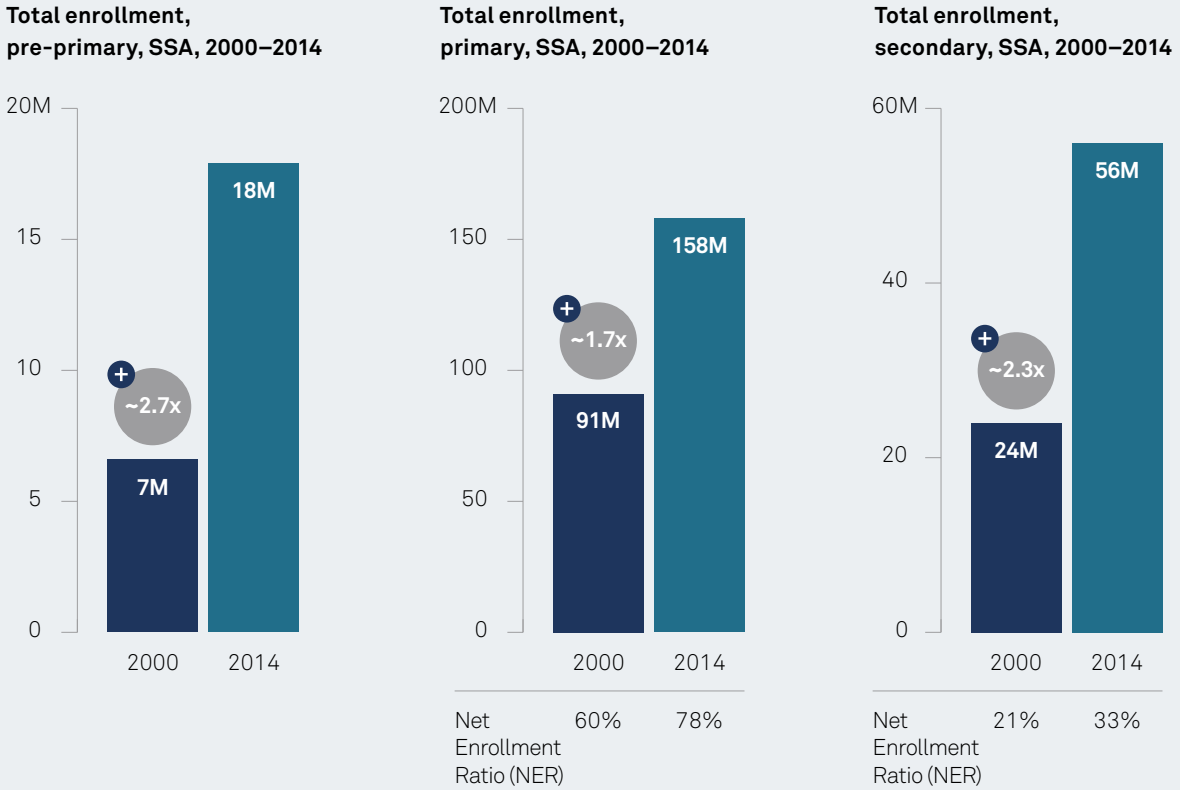 Total enrollment,
pre-primary, SSA, 2000–2014
20M
15
10
5
0
18M
+
~2.7x
7M
2000 2014
Total enrollment,
primary, SSA, 2000–2014
200M
150
100
50
0
158M
+
~1.7x
91M
2000 2014
Net 60% 78%
Enrollment
Ratio (NER)
Total enrollment,
secondary, SSA, 2000–2014
60M
40
20
0
56M
+
~2.3x
24M
2000 2014
Net 21% 33%
Enrollment
Ratio (NER)